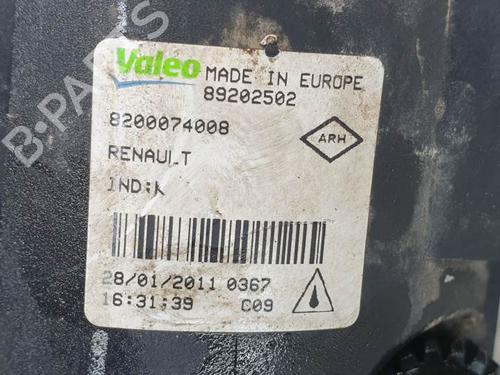 B-PARTS
Valeo MADE IN EUROPE
89202502
8200074008
ARH
RENAULT
IND:K
28/01/2011 0367
16:31:39 C09